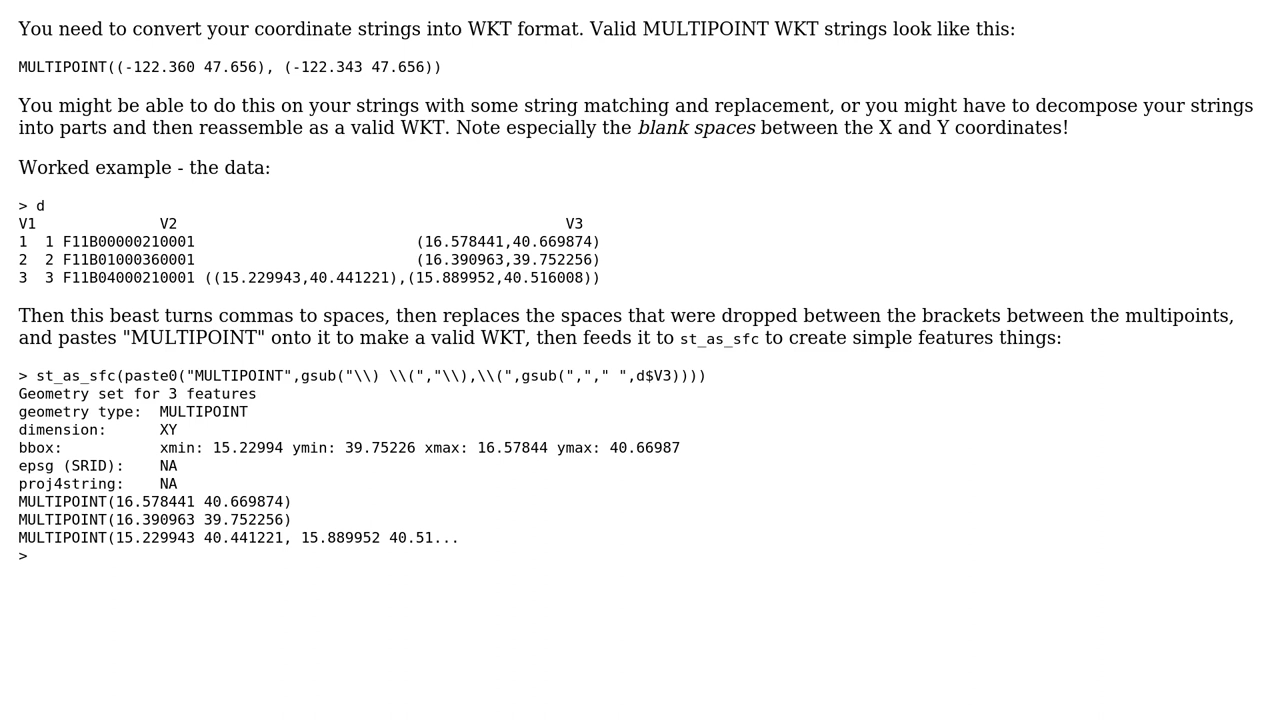 You need to convert your coordinate strings into WKT format. Valid MULTIPOINT WKT strings look like this:
MULTIPOINT((-122.360 47.656), (-122.343 47.656))
You might be able to do this on your strings with some string matching and replacement, or you might have to decompose your strings
into parts and then reassemble as a valid WKT. Note especially the blank spaces between the X and Y coordinates!
Worked example - the data:
> d
V1              V2                                            V3
1  1 F11B00000210001                         (16.578441,40.669874)
2  2 F11B01000360001                         (16.390963,39.752256)
3  3 F11B04000210001 ((15.229943,40.441221),(15.889952,40.516008))
Then this beast turns commas to spaces, then replaces the spaces that were dropped between the brackets between the multipoints,
and pastes "MULTIPOINT" onto it to make a valid WKT, then feeds it to st_as_sfc to create simple features things:
> st_as_sfc(paste0("MULTIPOINT",gsub("\\) \\(","\\),\\(",gsub(","," ",d$V3))))
Geometry set for 3 features
geometry type:  MULTIPOINT
dimension:      XY
bbox:           xmin: 15.22994 ymin: 39.75226 xmax: 16.57844 ymax: 40.66987
epsg (SRID):    NA
proj4string:    NA
MULTIPOINT(16.578441 40.669874)
MULTIPOINT(16.390963 39.752256)
MULTIPOINT(15.229943 40.441221, 15.889952 40.51...
>